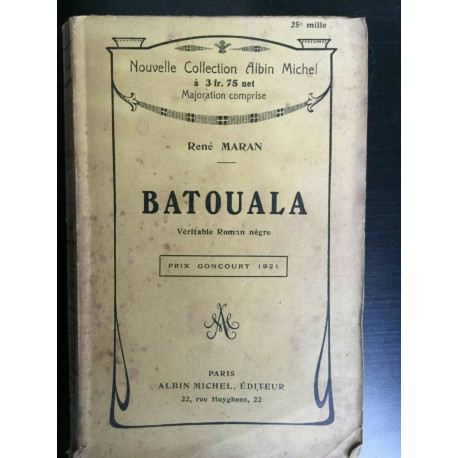 25e mille
Nouvelle Collection Albin Michel
à 3 fr. 75 net
Majoration comprise
René MARAN
BATOUALA
Véritable Roman nègre
PRIX GONCOURT 1921
AM
PARIS
ALBIN MICHEL, ÉDITEUR
22, rue Huyghens, 22